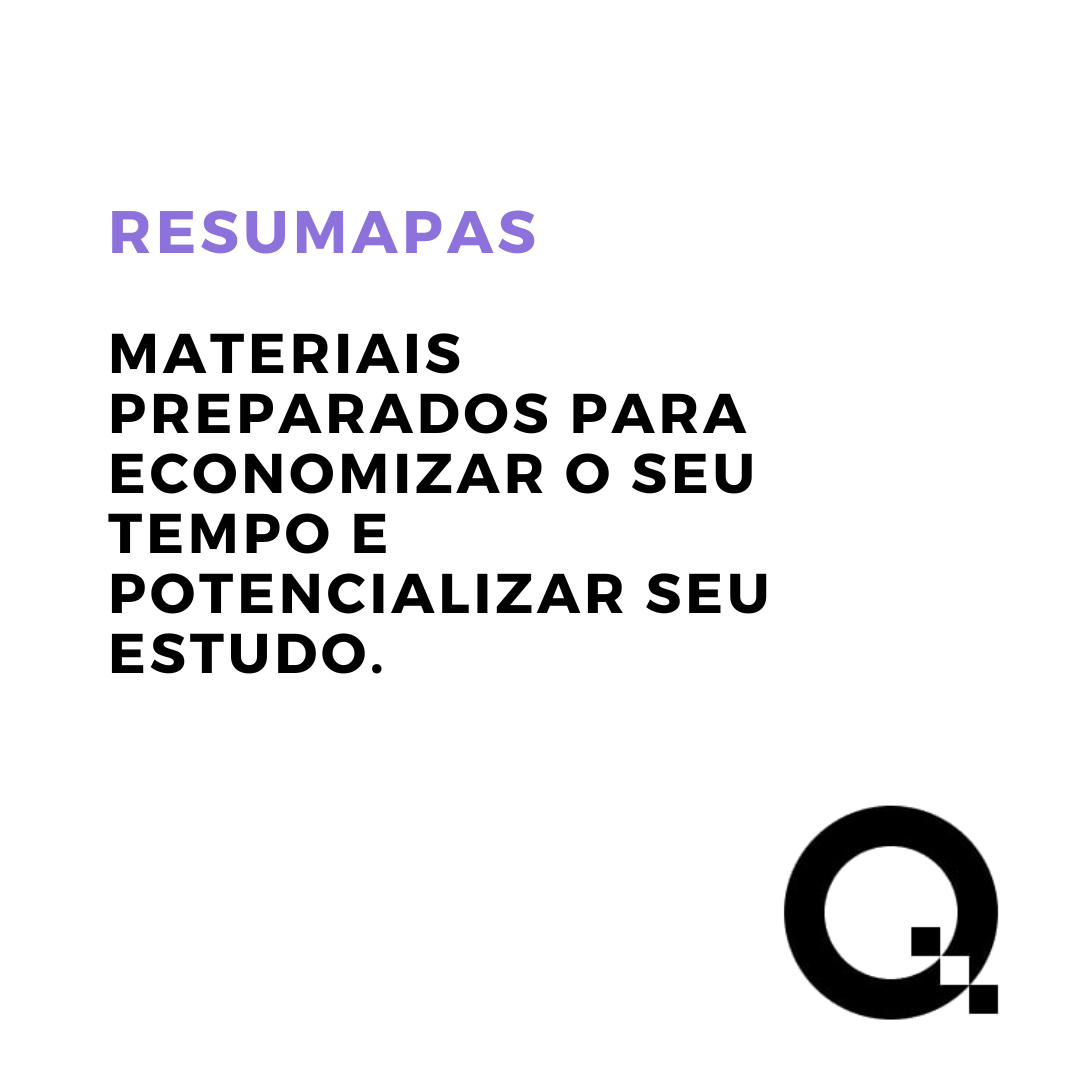 RESUMAPAS
MATERIAIS
PREPARADOS PARA
ECONOMIZAR O SEU
TEMPO E
POTENCIALIZAR SEU
ESTUDO.
Q